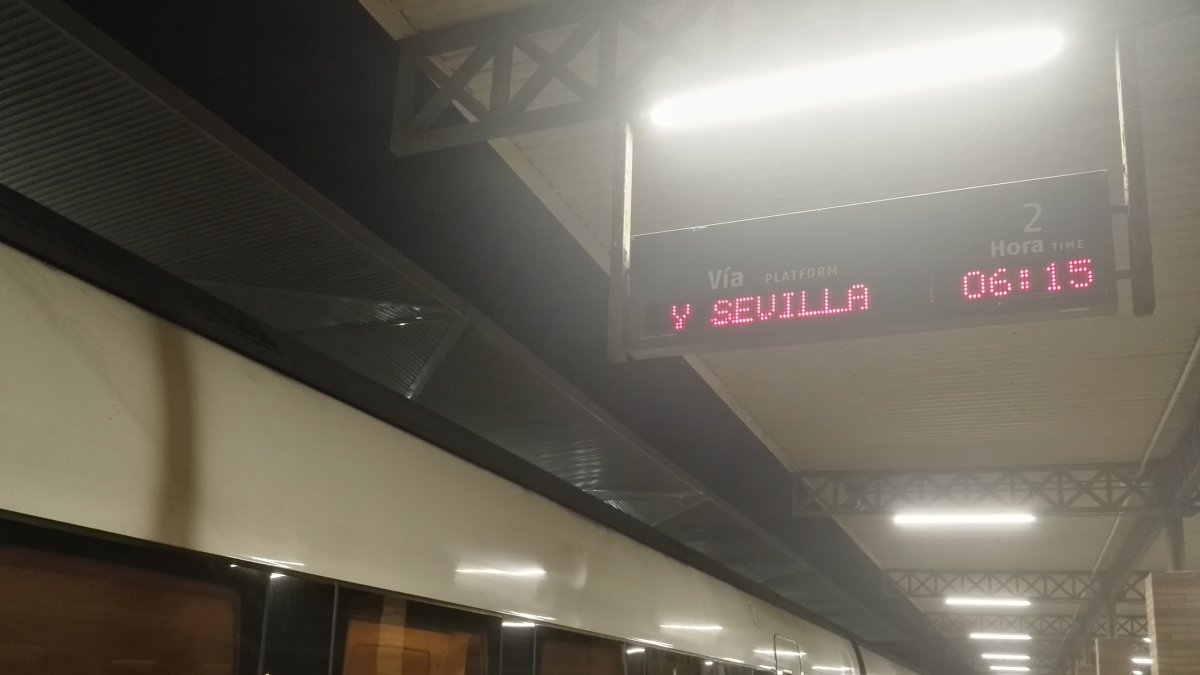 2
Vía PLATFORM Hora TIME
Y SEVILLA 06:15